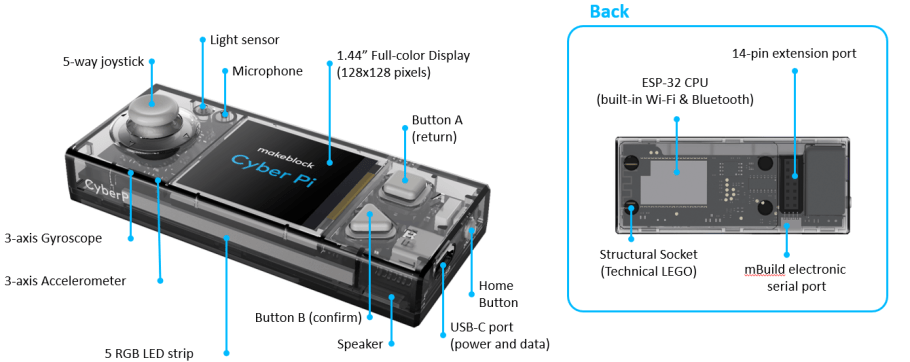 Back
Light sensor
5-way joystick
Microphone
1.44” Full-color Display
(128x128 pixels)
Button A
(return)
makeblock
Cyber Pi
CyberPi
3-axis Gyroscope
3-axis Accelerometer
5 RGB LED strip
Button B (confirm)
Speaker
Home
Button
USB-C port
(power and data)
14-pin extension port
ESP-32 CPU
(built-in Wi-Fi & Bluetooth)
Structural Socket
(Technical LEGO)
mBuild electronic
serial port